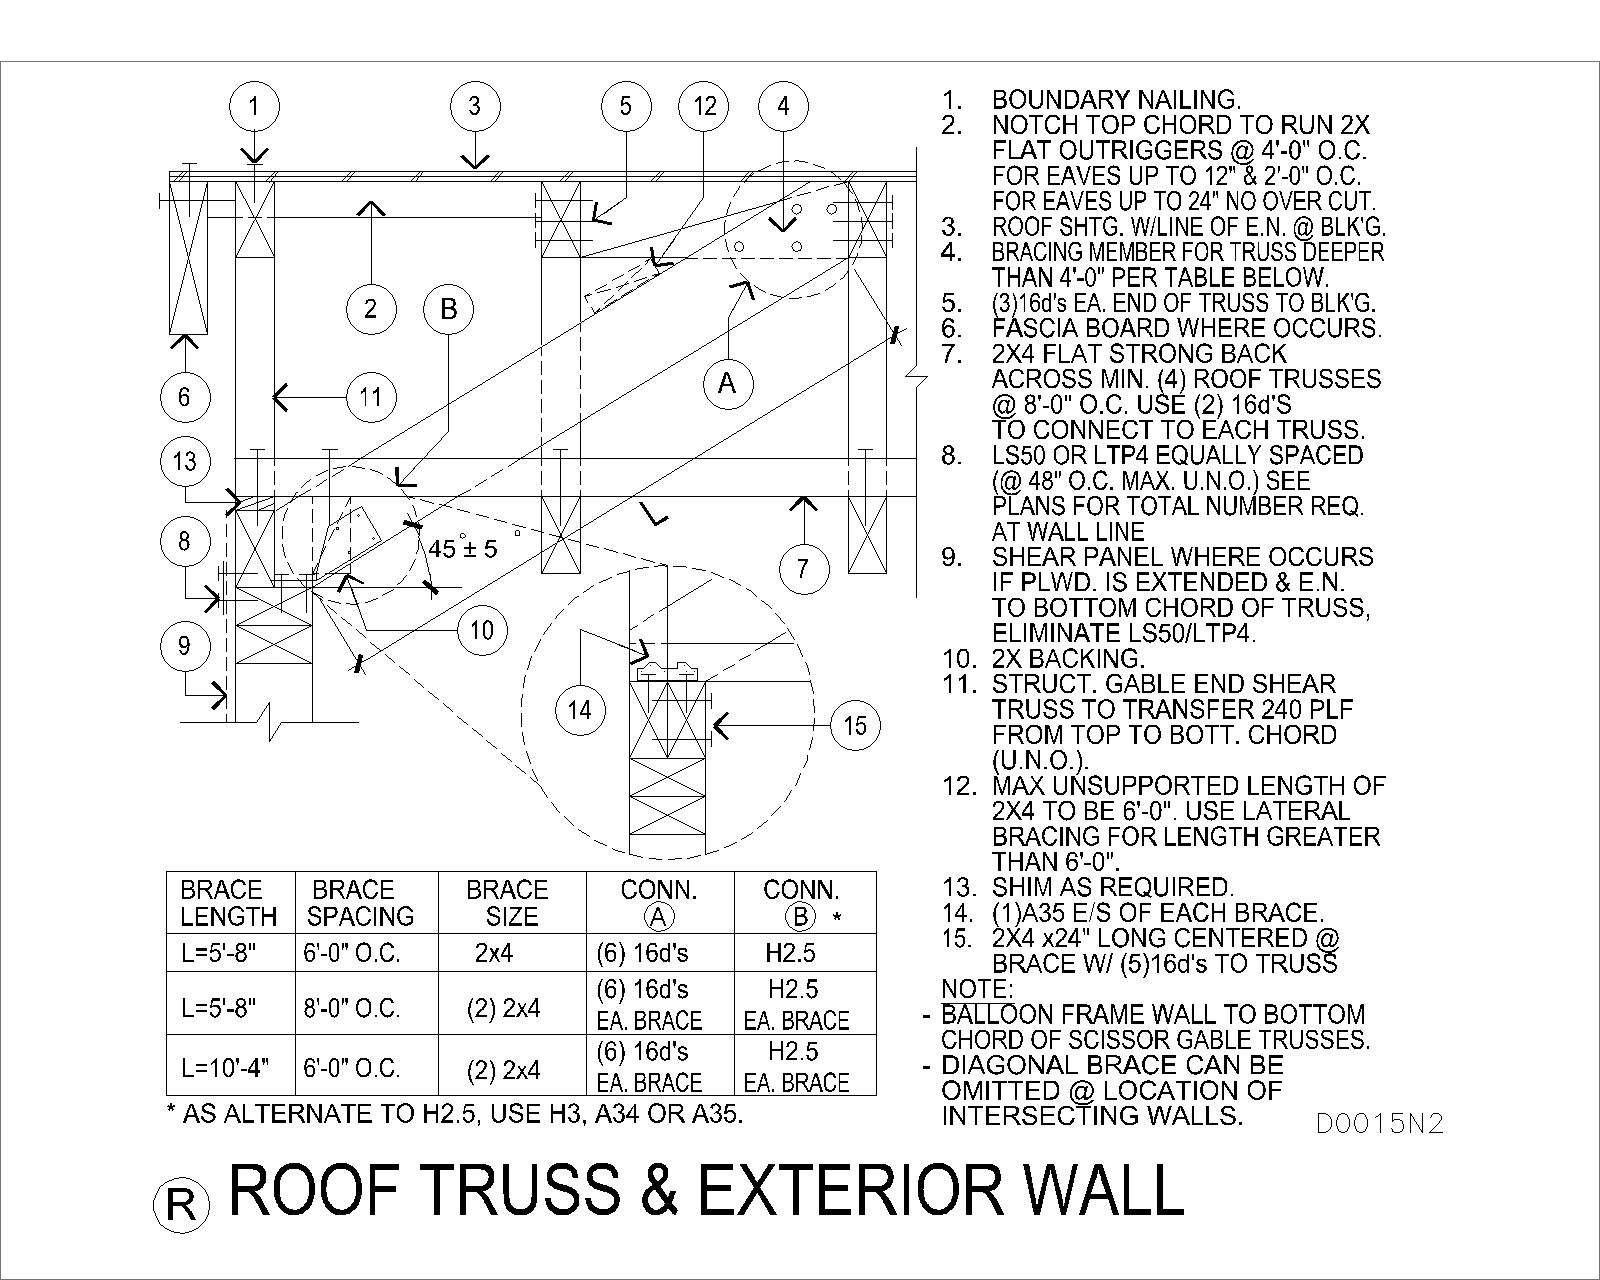 1
3
5
12
4
2
B
6
11
A
13
8
45°± 5°
7
9
10
14
15
L
1. BOUNDARY NAILING.
2. NOTCH TOP CHORD TO RUN 2X
FLAT OUTRIGGERS @ 4'-0" O.C.
FOR EAVES UP TO 12" & 2'-0" O.C.
FOR EAVES UP TO 24" NO OVER CUT.
3. ROOF SHTG. W/LINE OF E.N. @ BLK'G.
4. BRACING MEMBER FOR TRUSS DEEPER
THAN 4'-0" PER TABLE BELOW.
5. (3)16d's EA. END OF TRUSS TO BLK'G.
6. FASCIA BOARD WHERE OCCURS.
7. 2X4 FLAT STRONG BACK
ACROSS MIN. (4) ROOF TRUSSES
@ 8'-0" O.C. USE (2) 16d'S
TO CONNECT TO EACH TRUSS.
8. LS50 OR LTP4 EQUALLY SPACED
(@ 48" O.C. MAX. U.N.O.) SEE
PLANS FOR TOTAL NUMBER REQ.
AT WALL LINE
9. SHEAR PANEL WHERE OCCURS
IF PLWD. IS EXTENDED & E.N.
TO BOTTOM CHORD OF TRUSS,
ELIMINATE LS50/LTP4.
10. 2X BACKING.
11. STRUCT. GABLE END SHEAR
TRUSS TO TRANSFER 240 PLF
FROM TOP TO BOTT. CHORD
(U.N.O.).
12. MAX UNSUPPORTED LENGTH OF
2X4 TO BE 6'-0". USE LATERAL
BRACING FOR LENGTH GREATER
THAN 6'-0".
13. SHIM AS REQUIRED.
14. (1)A35 E/S OF EACH BRACE.
15. 2X4 x24" LONG CENTERED @
BRACE W/ (5)16d's TO TRUSS
NOTE:
- BALLOON FRAME WALL TO BOTTOM
CHORD OF SCISSOR GABLE TRUSSES.
- DIAGONAL BRACE CAN BE
OMITTED @ LOCATION OF
INTERSECTING WALLS.
D0015N2
BRACE LENGTH BRACE SPACING BRACE SIZE CONN. A CONN. B *
L=5'-8" 6'-0" O.C. 2x4 (6) 16d's H2.5
L=5'-8" 8'-0" O.C. (2) 2x4 (6) 16d's EA. BRACE H2.5 EA. BRACE
L=10'-4" 6'-0" O.C. (2) 2x4 (6) 16d's EA. BRACE H2.5 EA. BRACE
* AS ALTERNATE TO H2.5, USE H3, A34 OR A35.
R ROOF TRUSS & EXTERIOR WALL